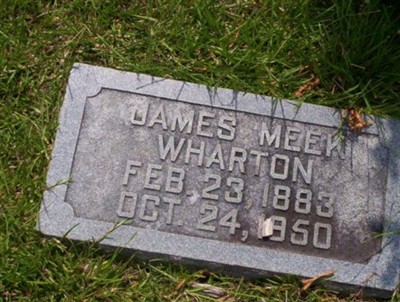 JAMES MEEK
WHARTON
FEB. 23 1883
OCT. 24, 1950